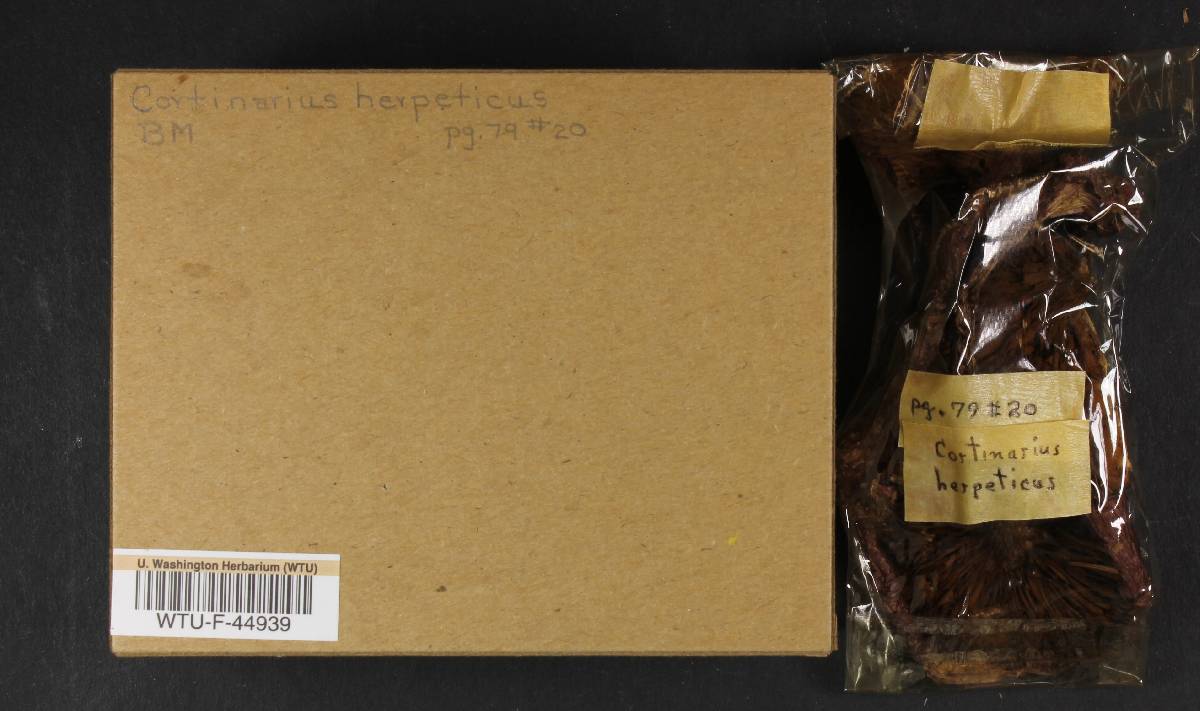 Cortinarius herpeticus
BM pg. 79 # 20
U. Washington Herbarium (WTU)
WTU-F-44939
pg. 79 # 20
Cortinarius
herpeticus